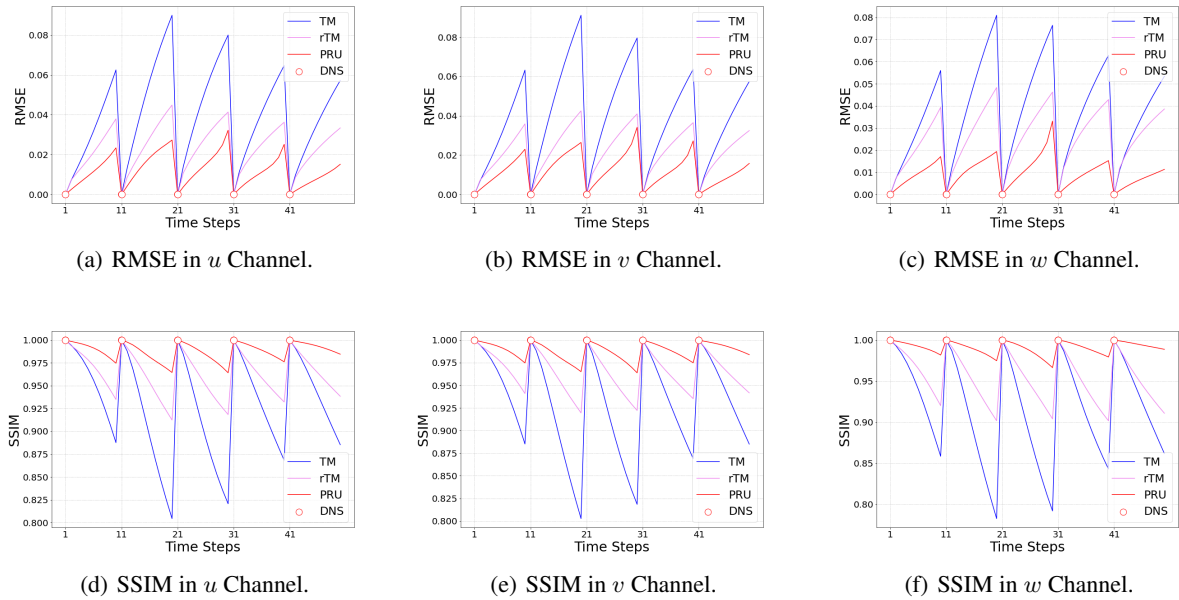 0.08
0.06
0.04
0.02
0.00
RMSE
TM
rTM
PRU
DNS
1
11
21
31
41
Time Steps
(a) RMSE in u Channel.
0.08
0.06
0.04
0.02
0.00
RMSE
TM
rTM
PRU
DNS
1
11
21
31
41
Time Steps
(b) RMSE in v Channel.
0.08
0.07
0.06
0.05
0.04
0.03
0.02
0.01
0.00
RMSE
TM
rTM
PRU
DNS
1
11
21
31
41
Time Steps
(c) RMSE in w Channel.
1.000
0.975
0.950
0.925
0.900
0.875
0.850
0.825
0.800
SSIM
TM
rTM
PRU
DNS
1
11
21
31
41
Time Steps
(d) SSIM in u Channel.
1.000
0.975
0.950
0.925
0.900
0.875
0.850
0.825
0.800
SSIM
TM
rTM
PRU
DNS
1
11
21
31
41
Time Steps
(e) SSIM in v Channel.
1.00
0.95
0.90
0.85
0.80
SSIM
TM
rTM
PRU
DNS
1
11
21
31
41
Time Steps
(f) SSIM in w Channel.